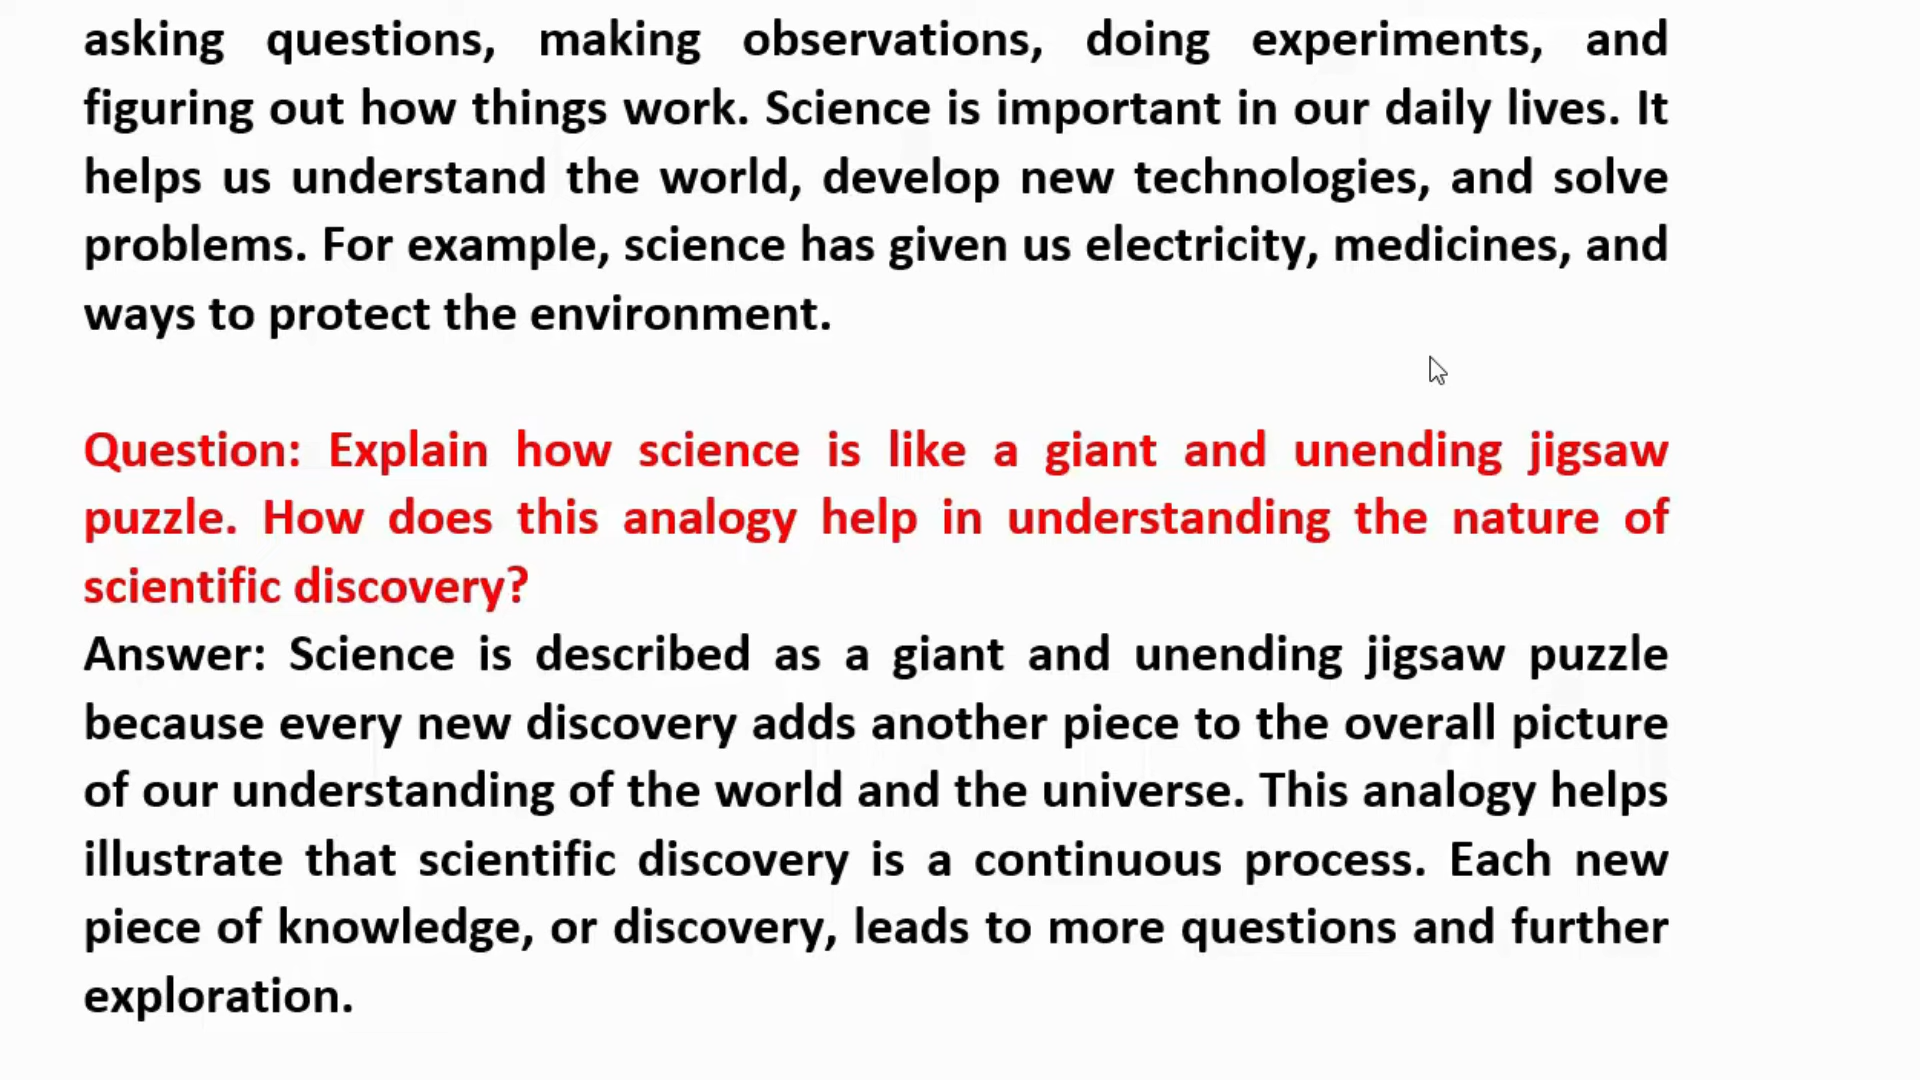 asking questions, making observations, doing experiments, and
figuring out how things work. Science is important in our daily lives. It
helps us understand the world, develop new technologies, and solve
problems. For example, science has given us electricity, medicines, and
ways to protect the environment.
Question: Explain how science is like a giant and unending jigsaw
puzzle. How does this analogy help in understanding the nature of
scientific discovery?
Answer: Science is described as a giant and unending jigsaw puzzle
because every new discovery adds another piece to the overall picture
of our understanding of the world and the universe. This analogy helps
illustrate that scientific discovery is a continuous process. Each new
piece of knowledge, or discovery, leads to more questions and further
exploration.